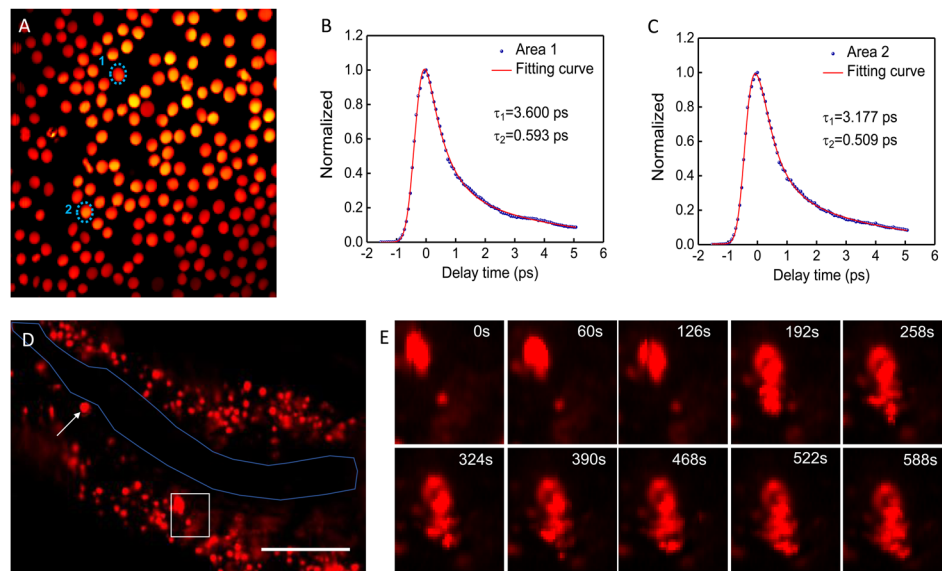 A
1
2
B
Normalized
1.2
1.0
0.8
0.6
0.4
0.2
0.0
-2 -1 0 1 2 3 4 5 6
Delay time (ps)
Area 1
Fitting curve
τ1=3.600 ps
τ2=0.593 ps
C
Normalized
1.2
1.0
0.8
0.6
0.4
0.2
0.0
-2 -1 0 1 2 3 4 5 6
Delay time (ps)
Area 2
Fitting curve
τ1=3.177 ps
τ2=0.509 ps
D
E
0s 60s 126s 192s 258s
324s 390s 468s 522s 588s